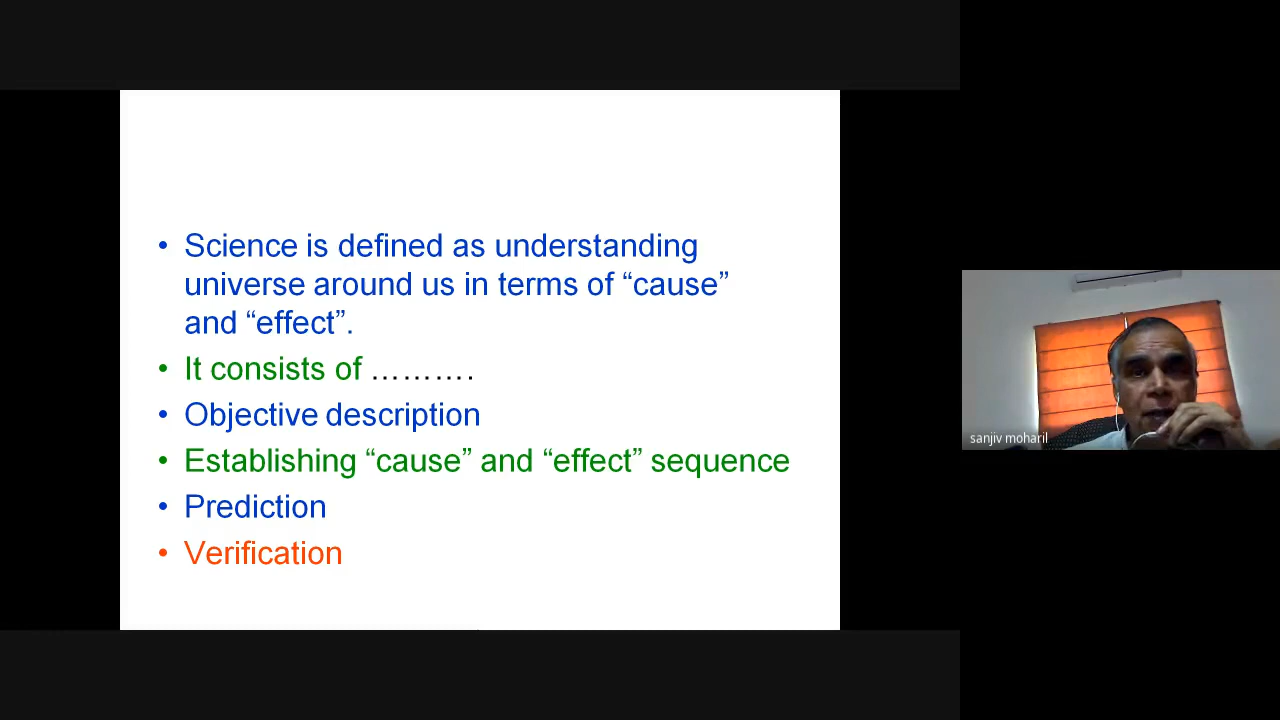 • Science is defined as understanding
universe around us in terms of “cause”
and “effect”.
• It consists of ……….
• Objective description
• Establishing “cause” and “effect” sequence
• Prediction
• Verification
sanjiv moharil